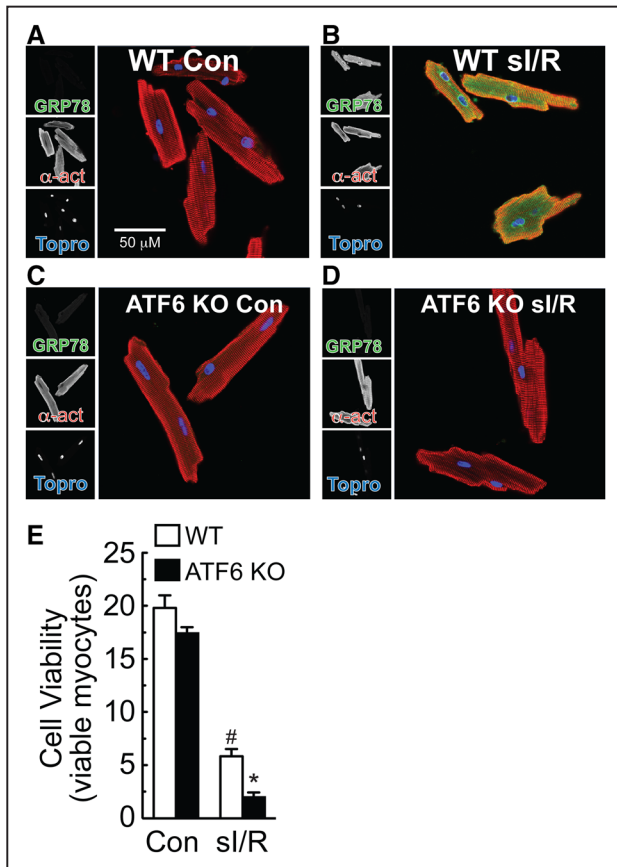 A
WT Con
GRP78
α-act
Topro
50 µM
B
WT sI/R
GRP78
α-act
Topro
C
ATF6 KO Con
GRP78
α-act
Topro
D
ATF6 KO sI/R
GRP78
α-act
Topro
E
WT
ATF6 KO
Cell Viability
(viable myocytes)
25
20
15
10
5
0
#
*
Con sI/R